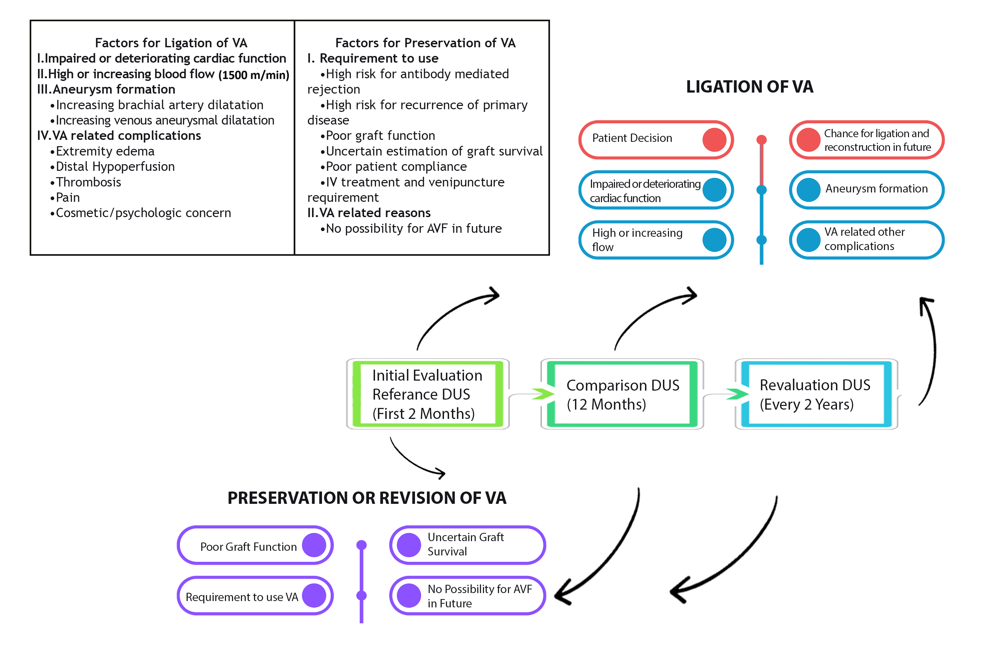 Factors for Ligation of VA
I.Impaired or deteriorating cardiac function
II.High or increasing blood flow (1500 m/min)
III.Aneurysm formation
•Increasing brachial artery dilatation
•Increasing venous aneurysmal dilatation
IV.VA related complications
•Extremity edema
•Distal Hypoperfusion
•Thrombosis
•Pain
•Cosmetic/psychologic concern
Factors for Preservation of VA
I. Requirement to use
•High risk for antibody mediated
rejection
•High risk for recurrence of primary
disease
•Poor graft function
•Uncertain estimation of graft survival
•Poor patient compliance
•IV treatment and venipuncture
requirement
II.VA related reasons
•No possibility for AVF in future
LIGATION OF VA
Patient Decision
Chance for ligation and
reconstruction in future
Impaired or deteriorating
cardiac function
Aneurysm formation
High or increasing
flow
VA related other
complications
Initial Evaluation
Referance DUS
(First 2 Months)
Comparison DUS
(12 Months)
Revaluation DUS
(Every 2 Years)
PRESERVATION OR REVISION OF VA
Poor Graft Function
Uncertain Graft
Survival
Requirement to use VA
No Possibility for AVF
in Future